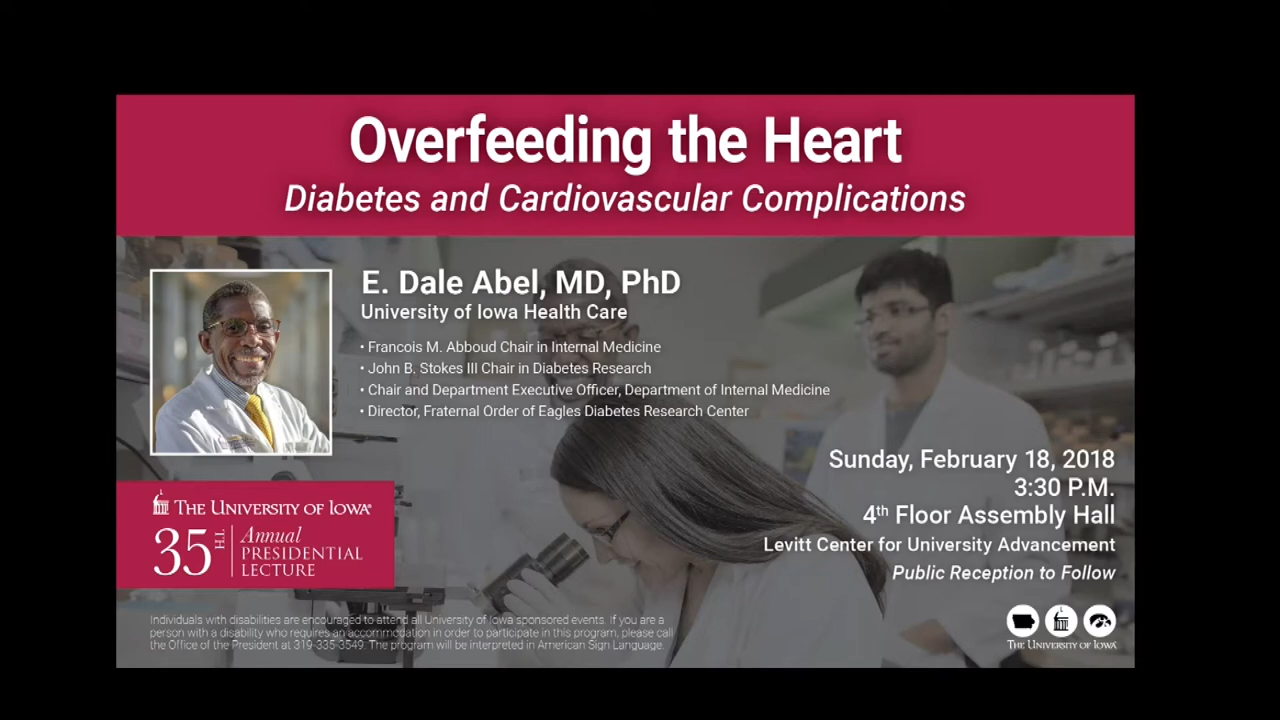 Overfeeding the Heart
Diabetes and Cardiovascular Complications
E. Dale Abel, MD, PhD
University of Iowa Health Care
• Francois M. Abboud Chair in Internal Medicine
• John B. Stokes III Chair in Diabetes Research
• Chair and Department Executive Officer, Department of Internal Medicine
• Director, Fraternal Order of Eagles Diabetes Research Center
Sunday, February 18, 2018
3:30 P.M.
4th Floor Assembly Hall
Levitt Center for University Advancement
Public Reception to Follow
THE UNIVERSITY OF IOWA®
35TH Annual
PRESIDENTIAL
LECTURE
Individuals with disabilities are encouraged to attend all University of Iowa sponsored events. If you are a
person with a disability who requires an accommodation in order to participate in this program, please call
the Office of the President at 319-335-3549. The program will be interpreted in American Sign Language.
THE UNIVERSITY OF IOWA